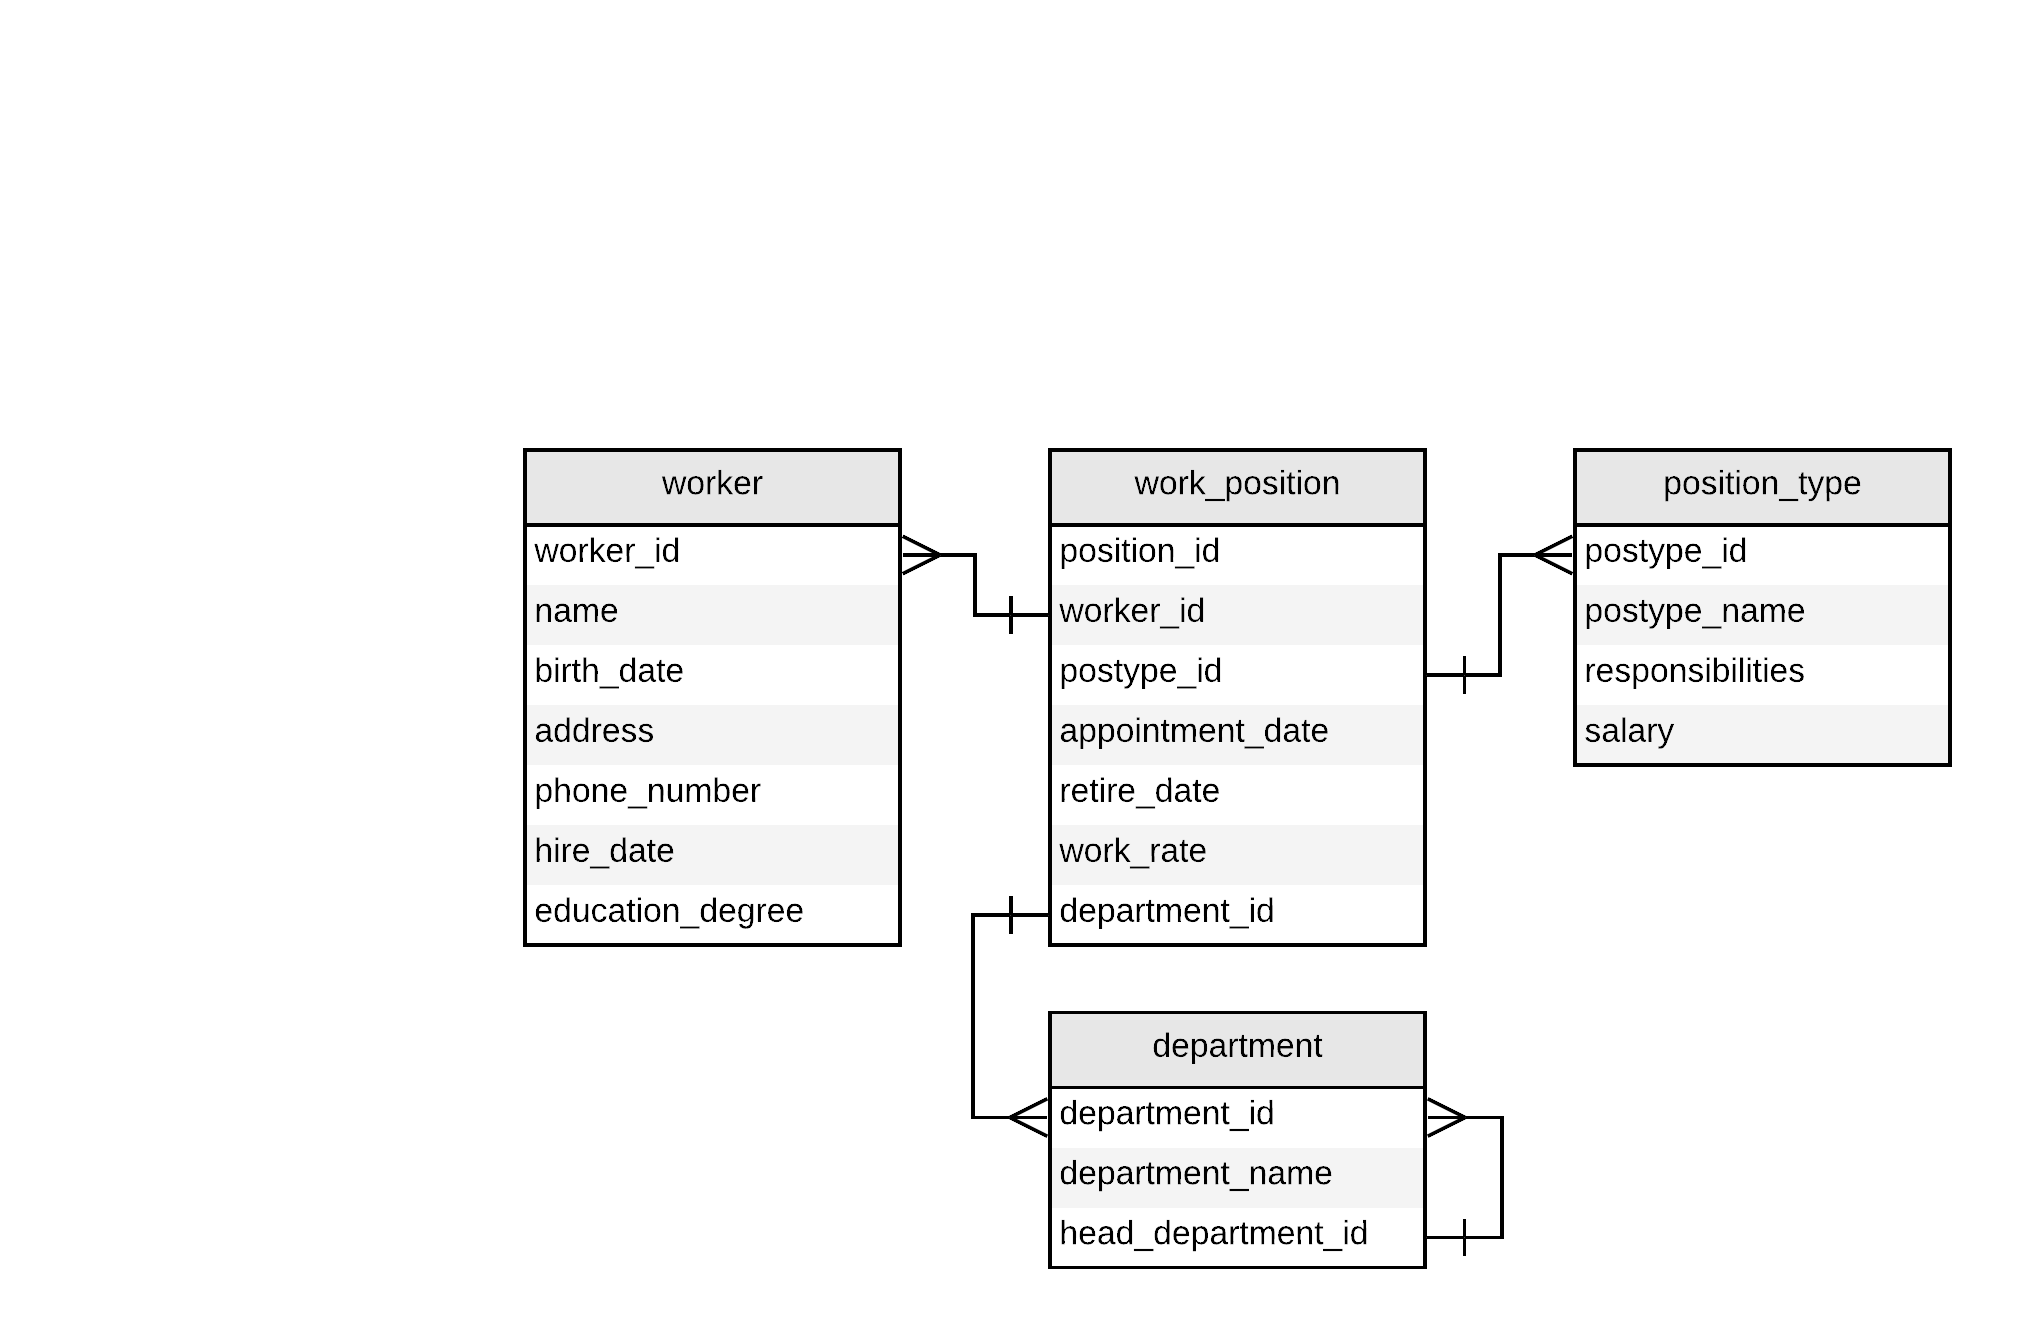 worker
worker_id
name
birth_date
address
phone_number
hire_date
education_degree
work_position
position_id
worker_id
postype_id
appointment_date
retire_date
work_rate
department_id
position_type
postype_id
postype_name
responsibilities
salary
department
department_id
department_name
head_department_id